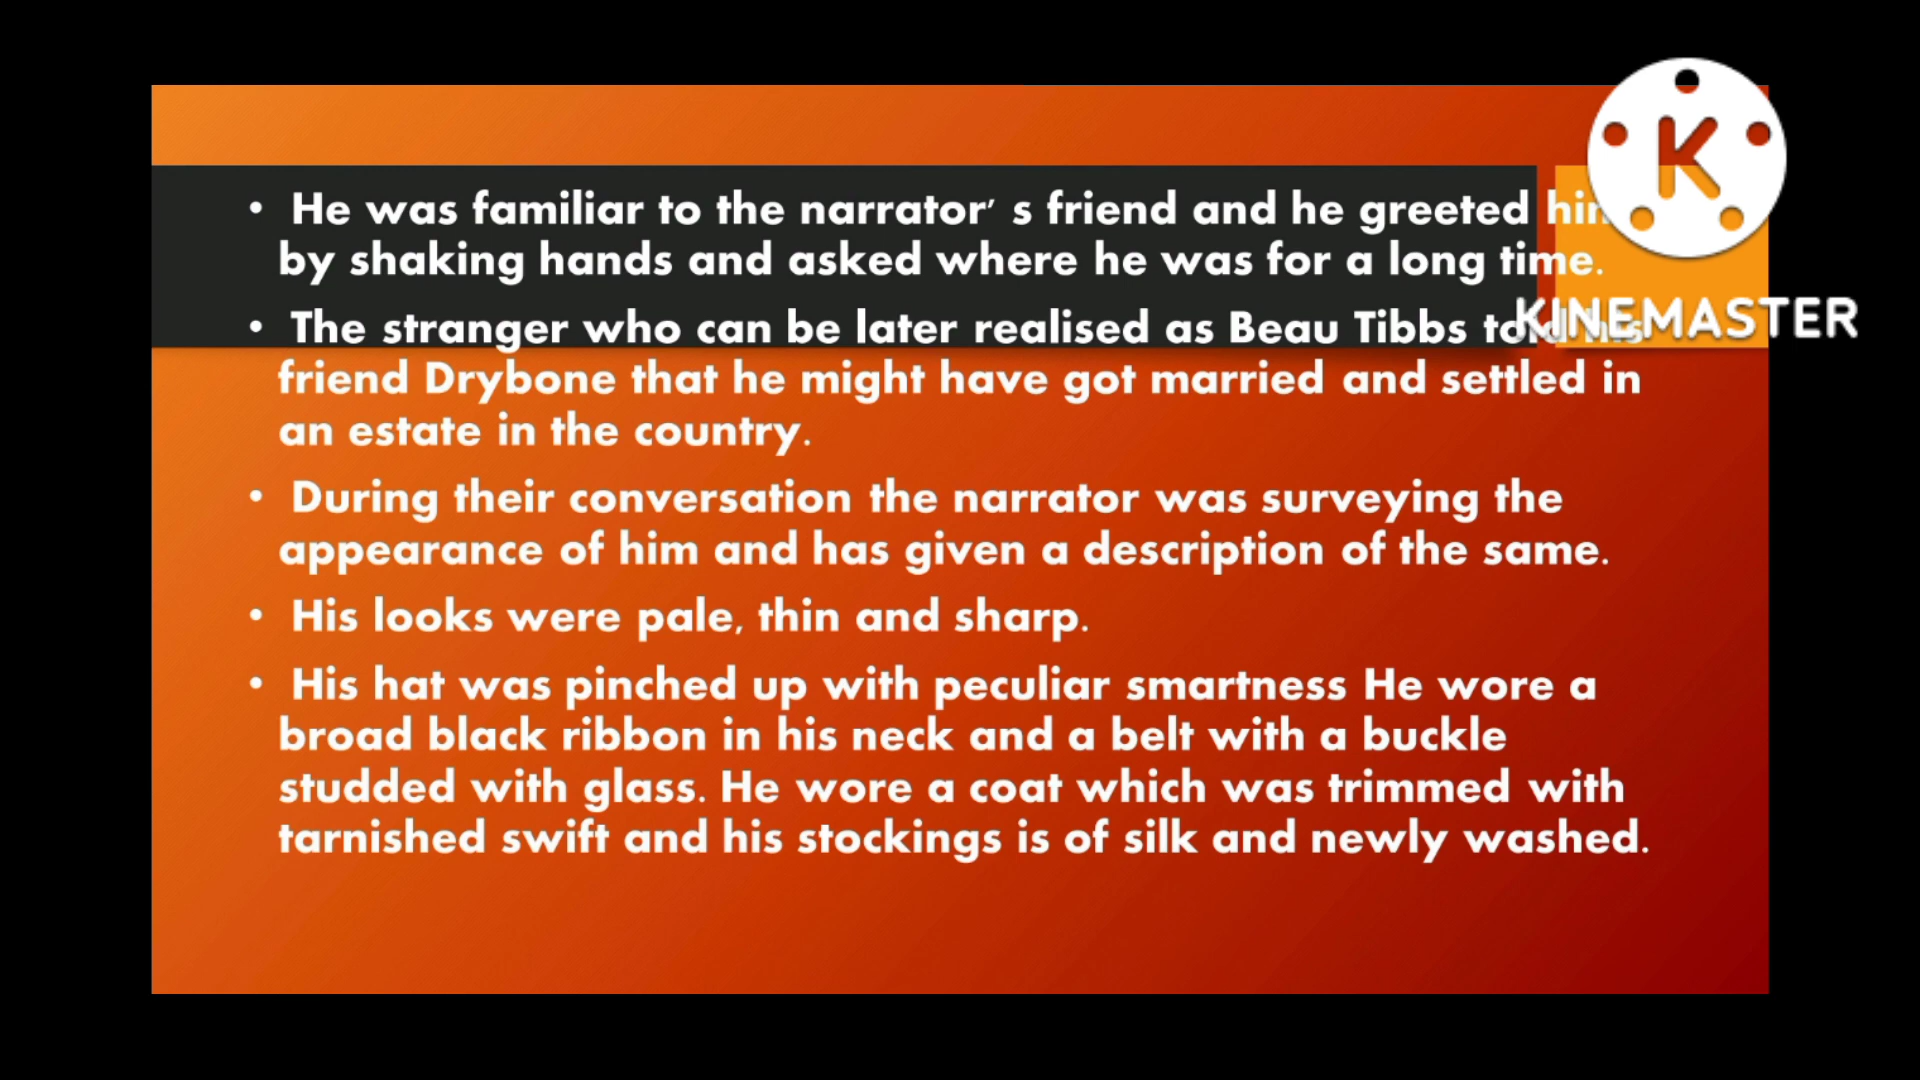 • He was familiar to the narrator' s friend and he greeted him
by shaking hands and asked where he was for a long time.
• The stranger who can be later realised as Beau Tibbs told his
friend Drybone that he might have got married and settled in
an estate in the country.
• During their conversation the narrator was surveying the
appearance of him and has given a description of the same.
• His looks were pale, thin and sharp.
• His hat was pinched up with peculiar smartness He wore a
broad black ribbon in his neck and a belt with a buckle
studded with glass. He wore a coat which was trimmed with
tarnished swift and his stockings is of silk and newly washed.
K
KINEMASTER